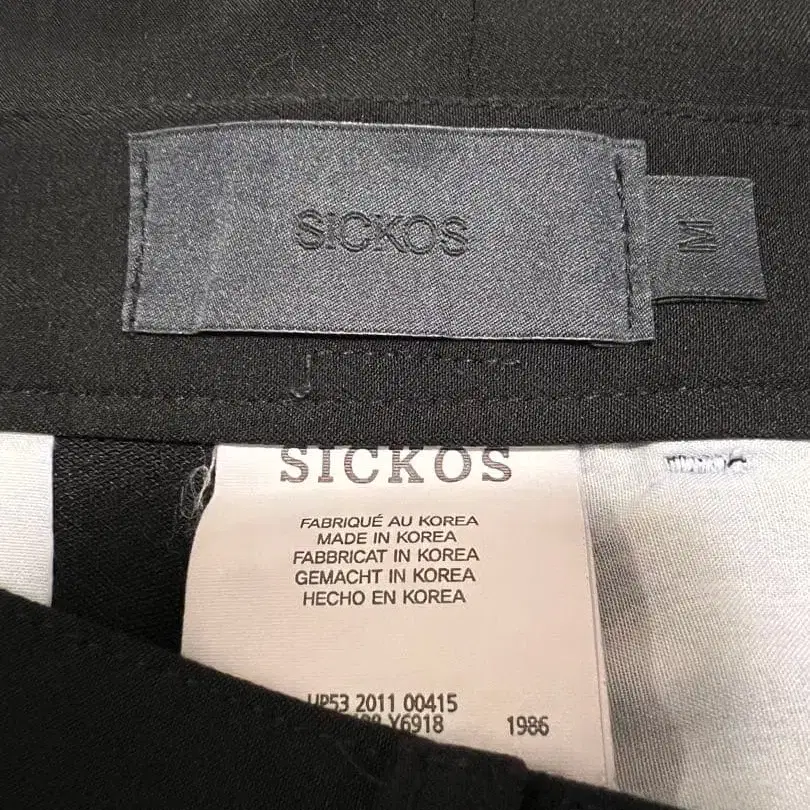 SICKOS
M
SICKOS
FABRIQUÉ AU KOREA
MADE IN KOREA
FABBRICAT IN KOREA
GEMACHT IN KOREA
HECHO EN KOREA
UP53 2011 00415
X6918 1986